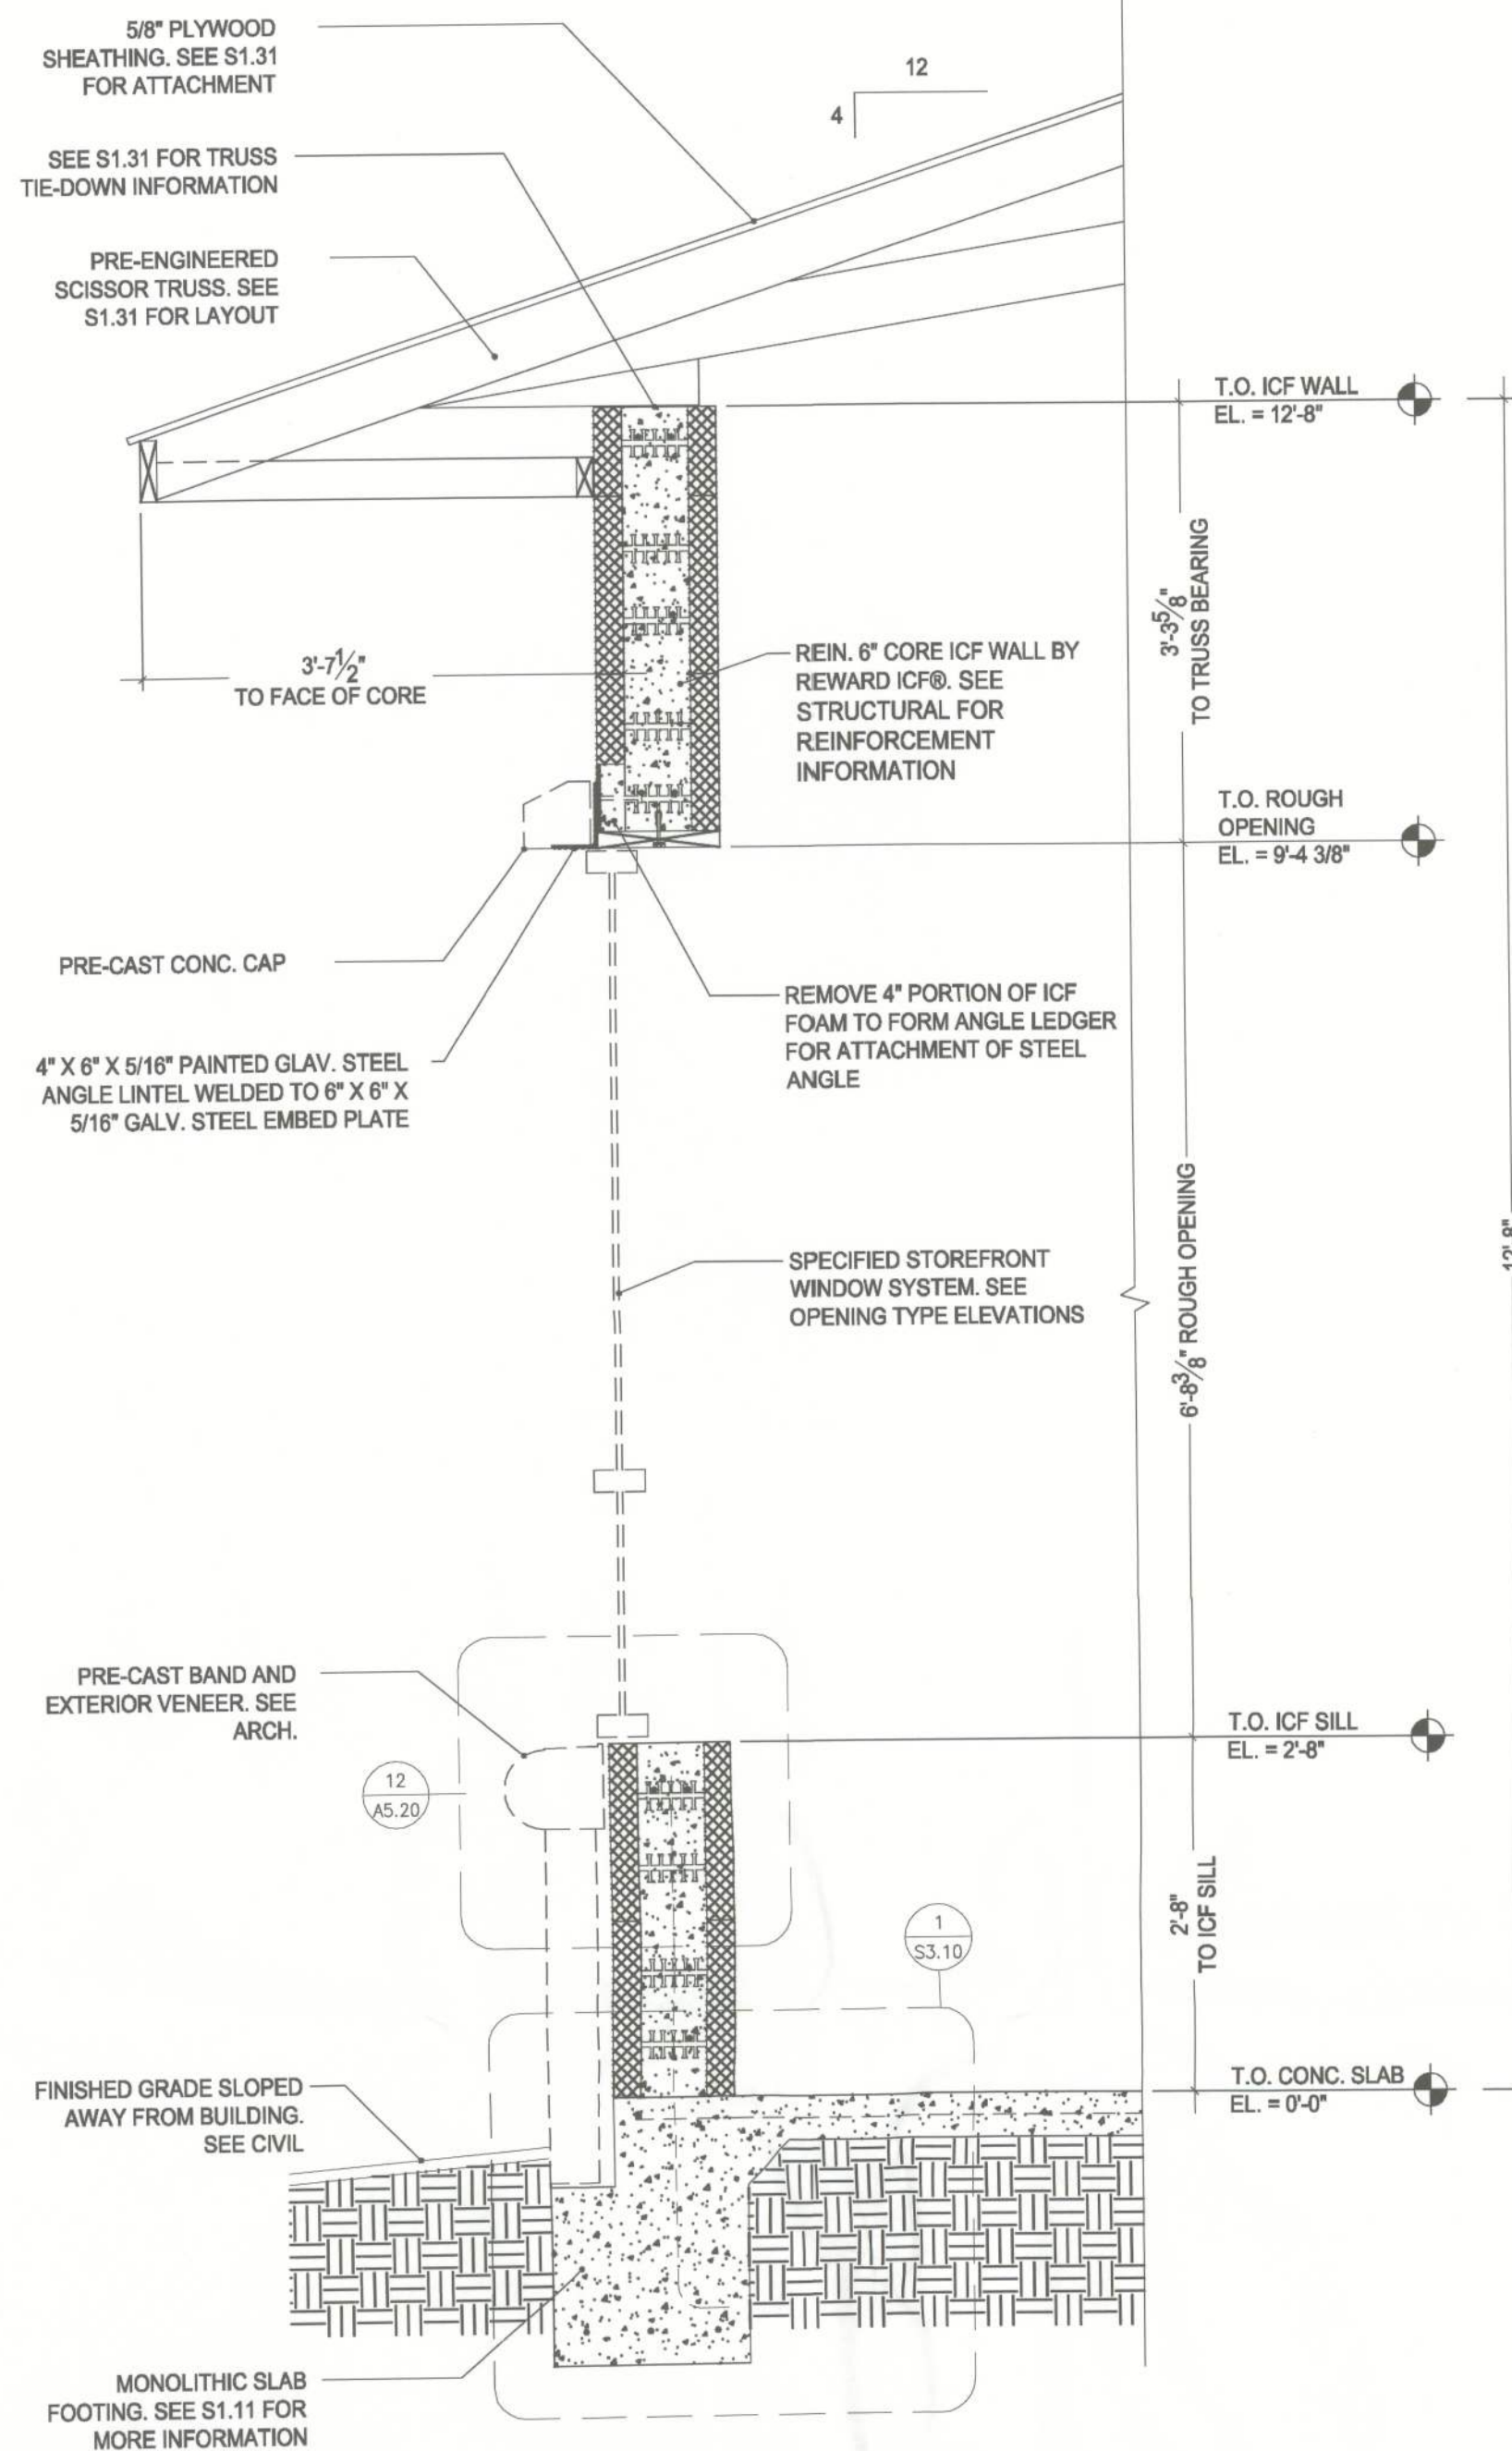 5/8" PLYWOOD
SHEATHING. SEE S1.31
FOR ATTACHMENT
12
4
SEE S1.31 FOR TRUSS
TIE-DOWN INFORMATION
PRE-ENGINEERED
SCISSOR TRUSS. SEE
S1.31 FOR LAYOUT
T.O. ICF WALL
EL. = 12'-8"
3'-3 5/8"
TO TRUSS BEARING
3'-7 1/2"
TO FACE OF CORE
REIN. 6" CORE ICF WALL BY
REWARD ICF®. SEE
STRUCTURAL FOR
REINFORCEMENT
INFORMATION
T.O. ROUGH
OPENING
EL. = 9'-4 3/8"
PRE-CAST CONC. CAP
REMOVE 4" PORTION OF ICF
FOAM TO FORM ANGLE LEDGER
FOR ATTACHMENT OF STEEL
ANGLE
4" X 6" X 5/16" PAINTED GLAV. STEEL
ANGLE LINTEL WELDED TO 6" X 6" X
5/16" GALV. STEEL EMBED PLATE
6'-8 3/8" ROUGH OPENING
12'-8"
SPECIFIED STOREFRONT
WINDOW SYSTEM. SEE
OPENING TYPE ELEVATIONS
PRE-CAST BAND AND
EXTERIOR VENEER. SEE
ARCH.
T.O. ICF SILL
EL. = 2'-8"
12
A5.20
2'-8"
TO ICF SILL
1
S3.10
FINISHED GRADE SLOPED
AWAY FROM BUILDING.
SEE CIVIL
T.O. CONC. SLAB
EL. = 0'-0"
MONOLITHIC SLAB
FOOTING. SEE S1.11 FOR
MORE INFORMATION